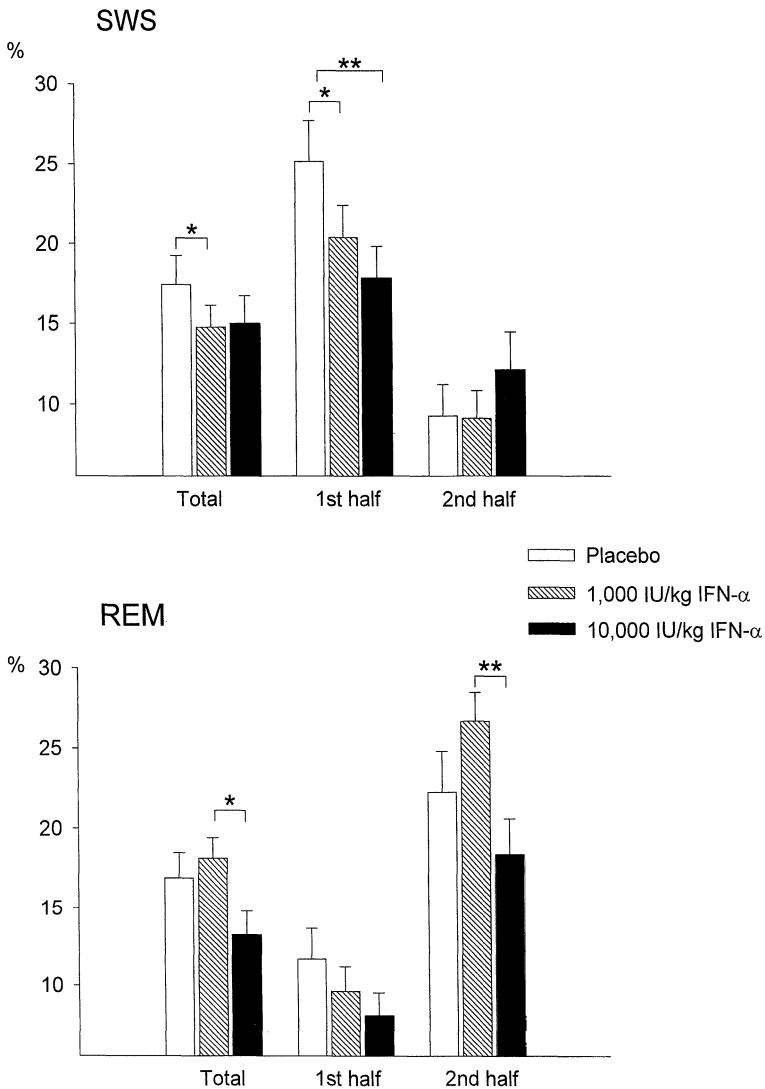 SWS
%
30
** 
*
25
*
20
15
10
Total 1st half 2nd half
Placebo
1,000 IU/kg IFN-α
10,000 IU/kg IFN-α
REM
%
30
**
25
*
20
15
10
Total 1st half 2nd half